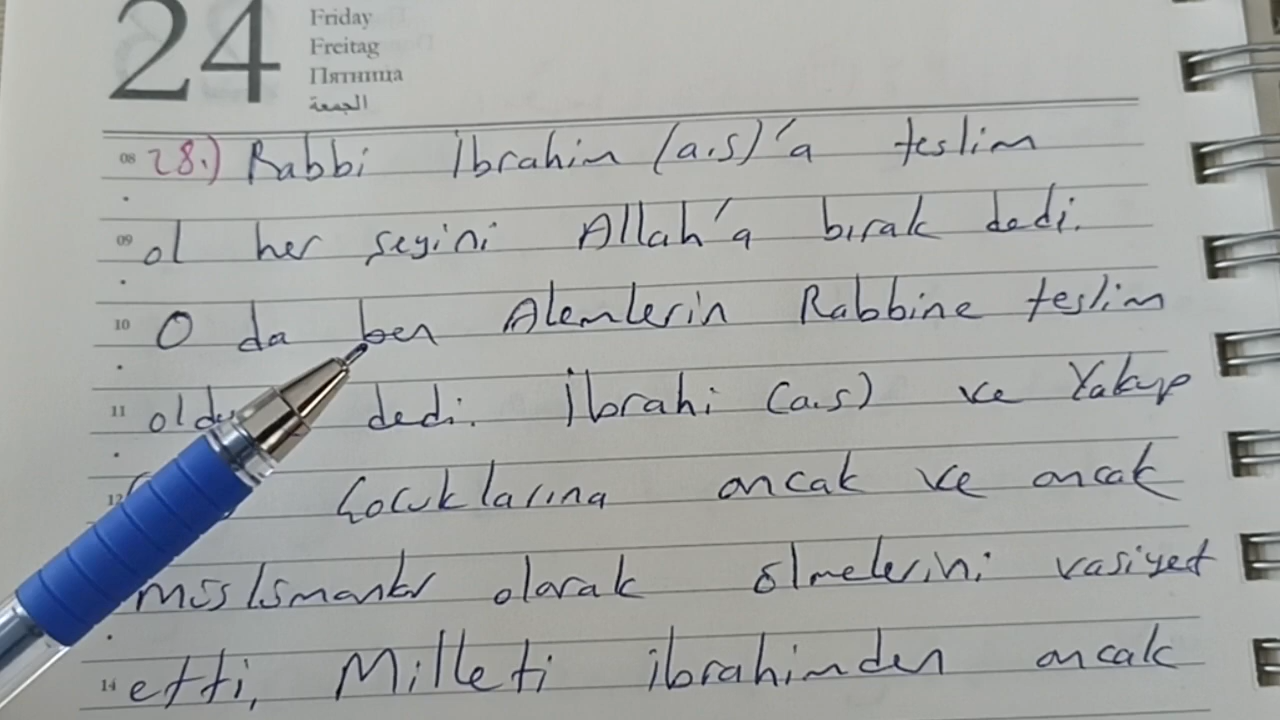 24
Friday
Freitag
Пятница
الجمعة
08 28.) Rabbi İbrahim (a.s)'a teslim
09 ol her şeyini Allah'a bırak dedi.
10 O da ben Alemlerin Rabbine teslim
11 dedi. İbrahi (a.s) ve Yakup
12 Çocuklarına ancak ve ancak
müslümanlar olarak ölmelerini vasiyet
14 etti, Milleti ibrahimden ancak